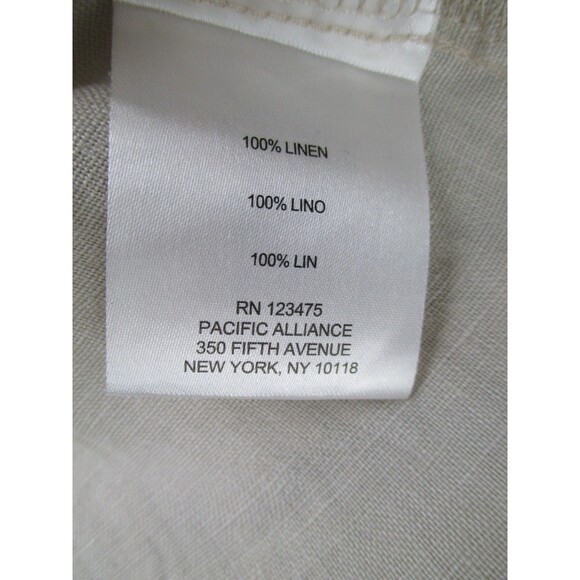 100% LINEN
100% LINO
100% LIN
RN 123475
PACIFIC ALLIANCE
350 FIFTH AVENUE
NEW YORK, NY 10118